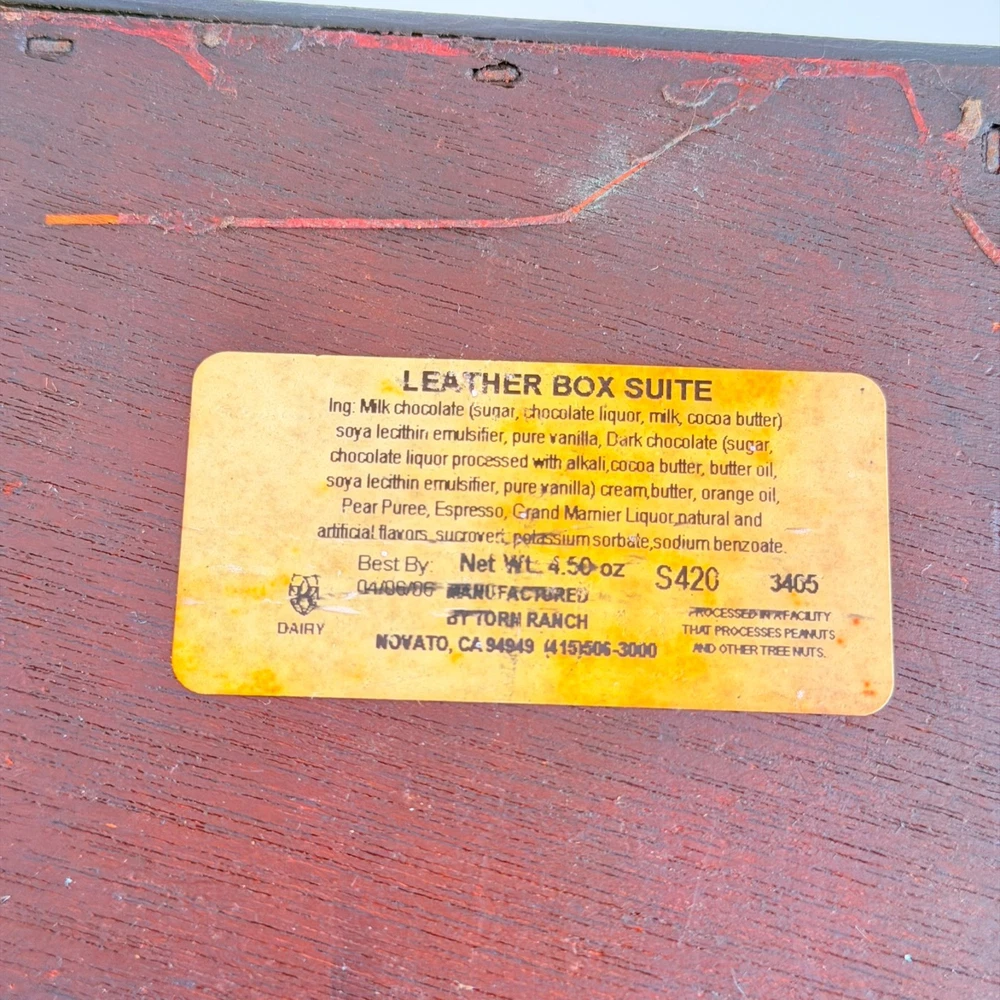 LEATHER BOX SUITE
Ing: Milk chocolate (sugar, chocolate liquor, milk, cocoa butter)
soya lecithin emulsifier, pure vanilla, Dark chocolate (sugar,
chocolate liquor processed with alkali, cocoa butter, butter oil,
soya lecithin emulsifier, pure vanilla) cream, butter, orange oil,
Pear Puree, Espresso, Grand Marnier Liquor, natural and
artificial flavors, sucrovert, potassium sorbate, sodium benzoate.
Best By: Net Wt. 4.50 oz S420 3405
04/06/06 MANUFACTURED
BY TORN RANCH
NOVATO, CA 94949 (415)506-3000
DAIRY
PROCESSED IN A FACILITY
THAT PROCESSES PEANUTS
AND OTHER TREE NUTS.